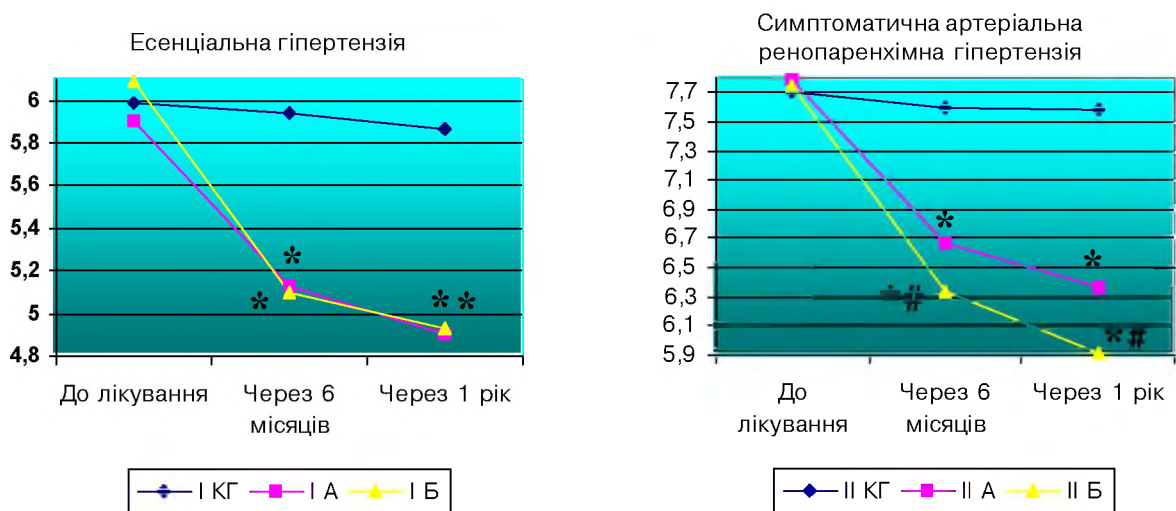 Есенціальна гіпертензія
6
5,8
5,6
5,4
5,2
5
4,8
*
*
* *
До лікування
Через 6
місяців
Через 1 рік
І КГ
І А
І Б
Симптоматична артеріальна
ренопаренхімна гіпертензія
7,7
7,5
7,3
7,1
6,9
6,7
6,5
6,3
6,1
5,9
*
*
*#
*#
До
лікування
Через 6
місяців
Через 1 рік
ІІ КГ
ІІ А
ІІ Б